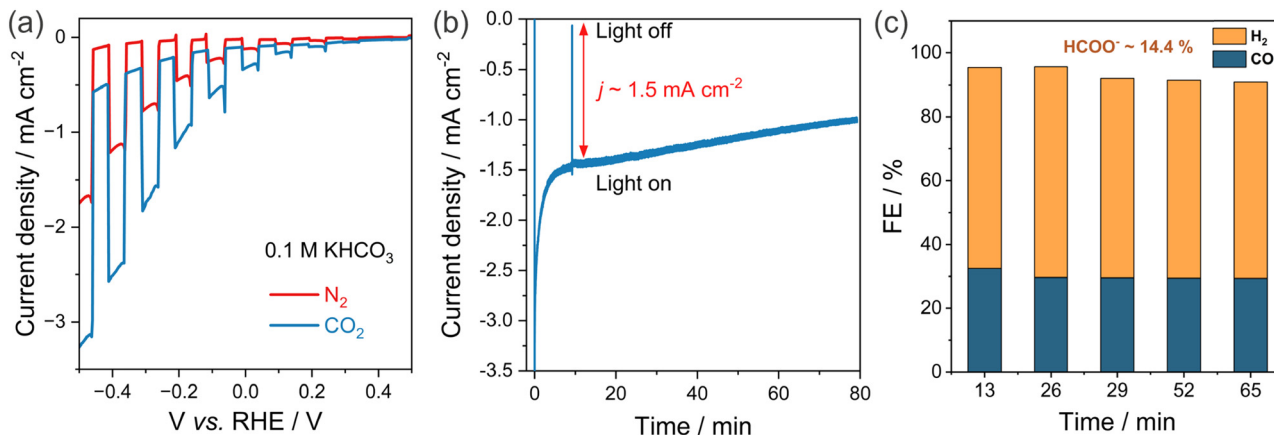 (a)
Current density / mA cm⁻²
0
−1
−2
−3
0.1 M KHCO₃
N₂
CO₂
−0.4
−0.2
0.0
0.2
0.4
V vs. RHE / V
(b)
Current density / mA cm⁻²
0.0
-0.5
-1.0
-1.5
-2.0
-2.5
-3.0
-3.5
Light off
j ~ 1.5 mA cm⁻²
Light on
0
20
40
60
80
Time / min
(c)
FE / %
100
80
60
40
20
0
HCOO⁻ ~ 14.4 %
H₂
CO
13
26
29
52
65
Time / min